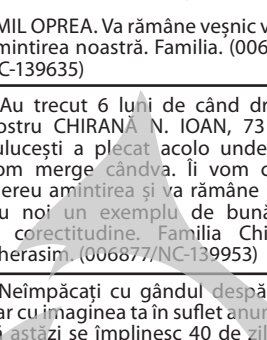 MIL OPREA. Va rămâne veșnic v
mintirea noastră. Familia. (006
C-139635)
Au trecut 6 luni de când dr
ostru CHIRANĂ N. IOAN, 73
ulucești a plecat acolo unde
om merge cândva. Îi vom
ereu amintirea și va rămâne
u noi un exemplu de bună
corectitudine. Familia Chi
herasim. (006877/NC-139953)
Neîmpăcați cu gândul despă
ar cu imaginea ta în suflet anun
ă astăzi se împlinesc 40 de zil